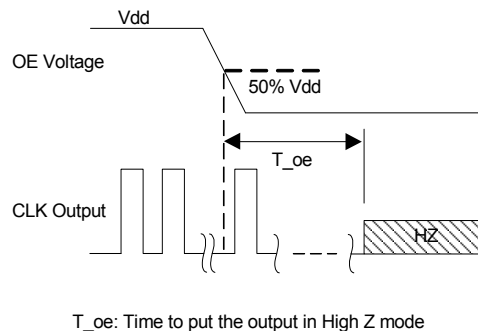 Vdd
OE Voltage
50% Vdd
T_oe
CLK Output
HZ
T_oe: Time to put the output in High Z mode